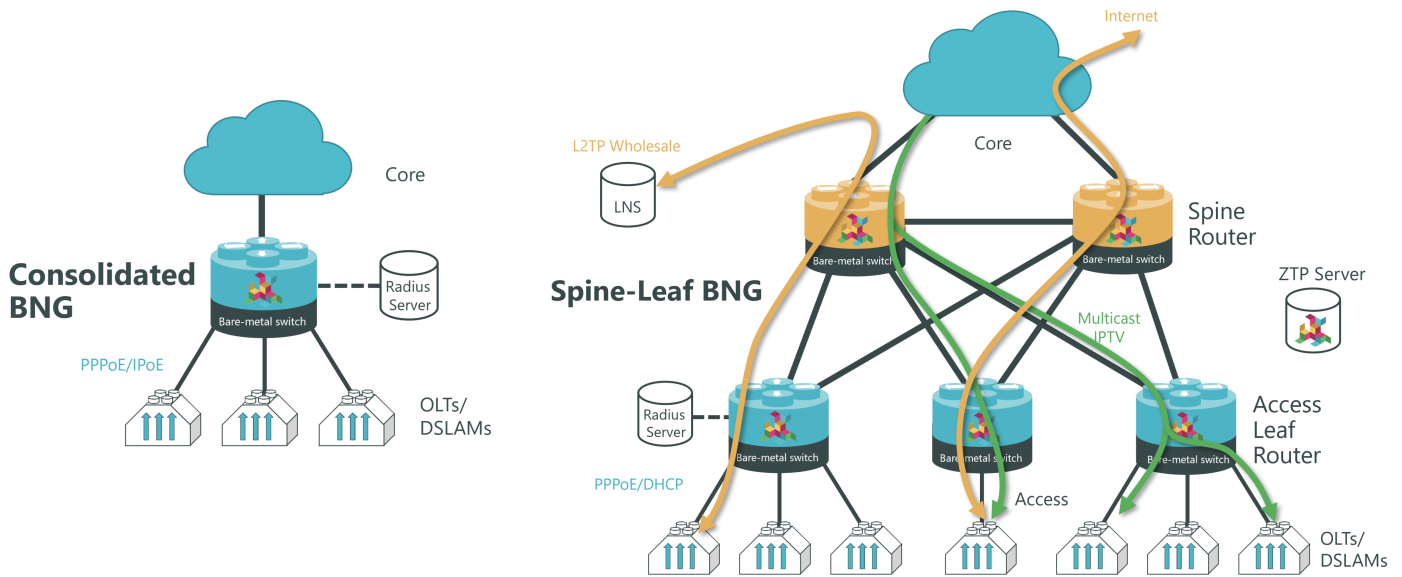 Consolidated
BNG
Core
Radius
Server
Bare-metal switch
PPPoE/IPoE
OLTs/
DSLAMs
Spine-Leaf BNG
Internet
Core
L2TP Wholesale
LNS
Bare-metal switch
Bare-metal switch
Spine
Router
ZTP Server
Multicast
IPTV
Radius
Server
Bare-metal switch
Bare-metal switch
Bare-metal switch
Access
Leaf
Router
PPPoE/DHCP
Access
OLTs/
DSLAMs